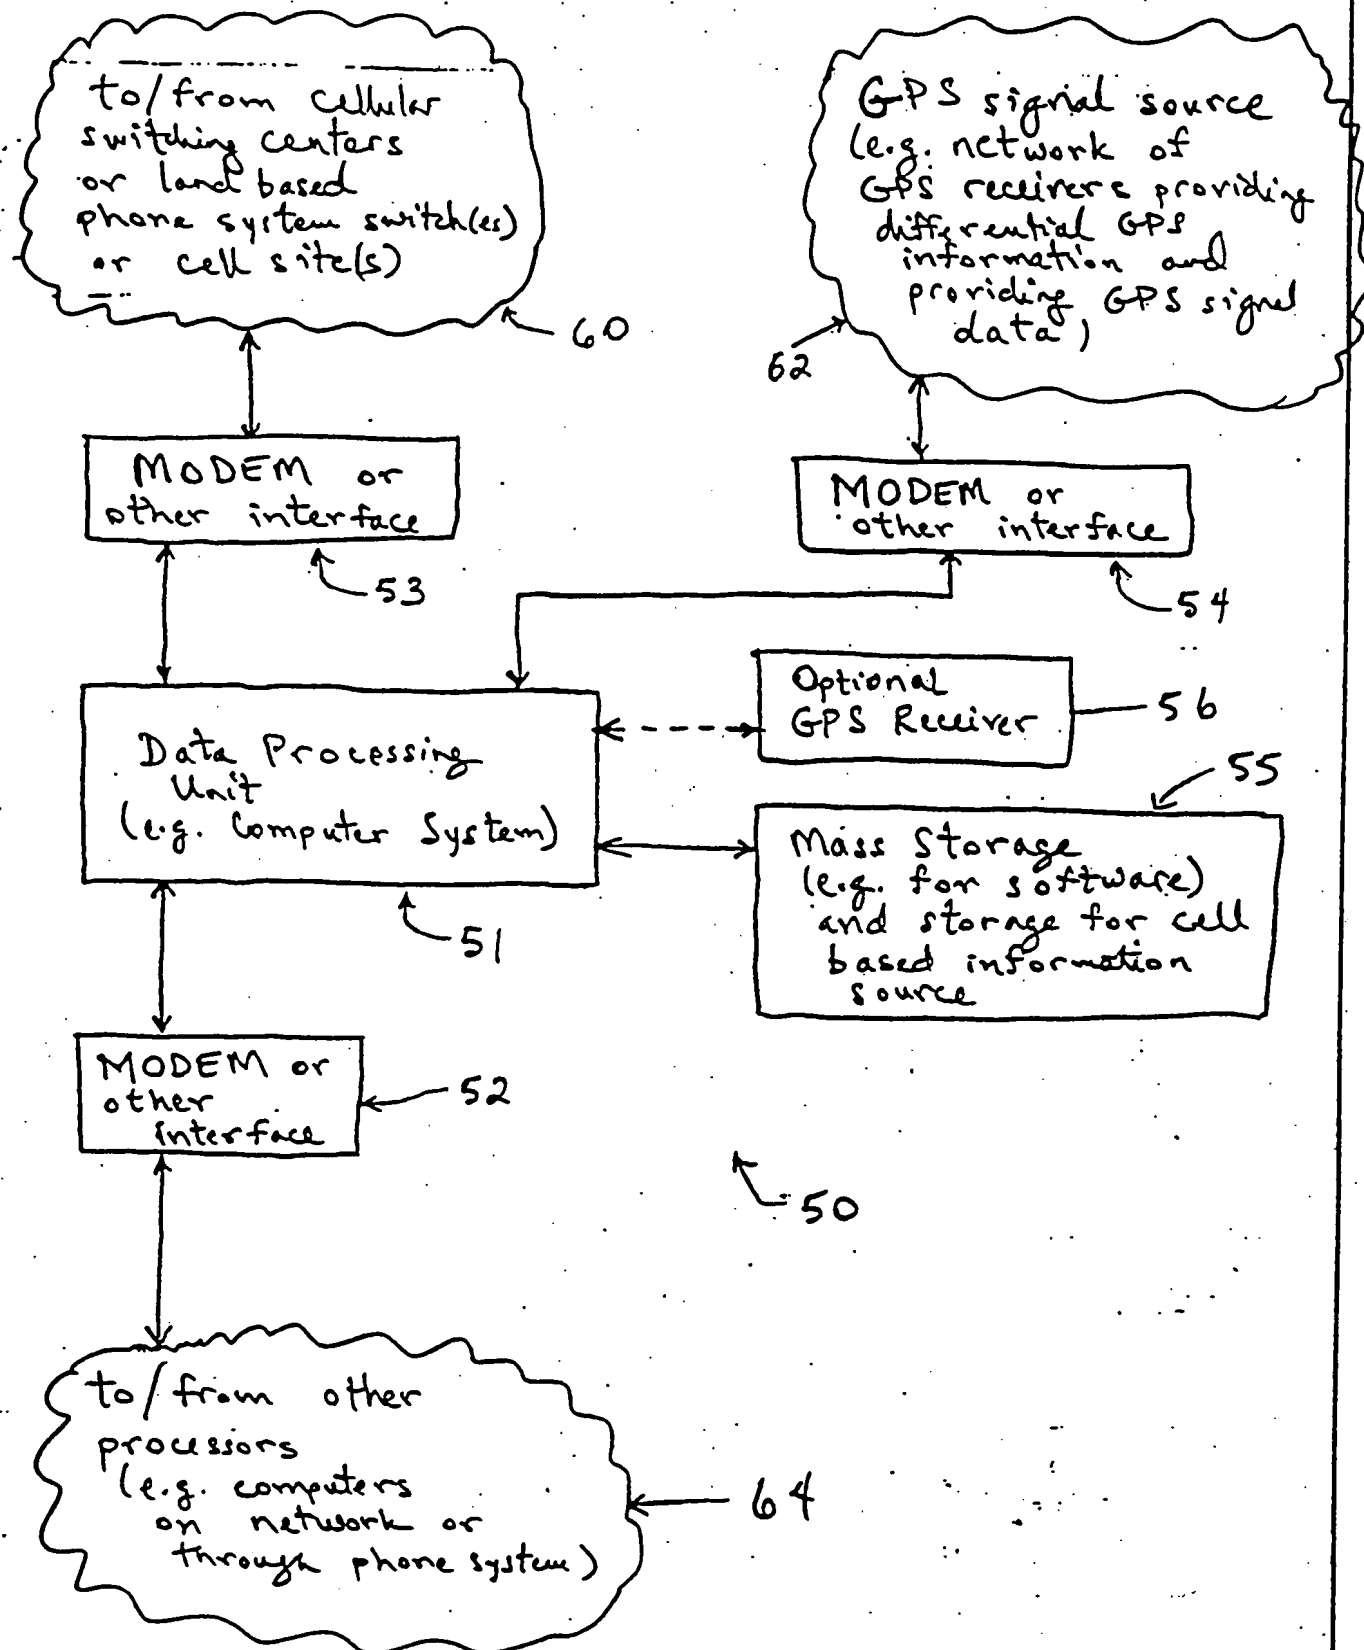 to/from cellular
switching centers
or land based
phone system switch(es)
or cell site(s)
60
GPS signal source
(e.g. network of
GPS receivers providing
differential GPS
information and
providing GPS signal
data)
62
MODEM or
other interface
53
MODEM or
other interface
54
Optional
GPS Receiver
56
Data Processing
Unit
(e.g. Computer System)
51
55
Mass Storage
(e.g. for software)
and storage for cell
based information
source
MODEM or
other
interface
52
50
to/from other
processors
(e.g. computers
on network or
through phone system)
64